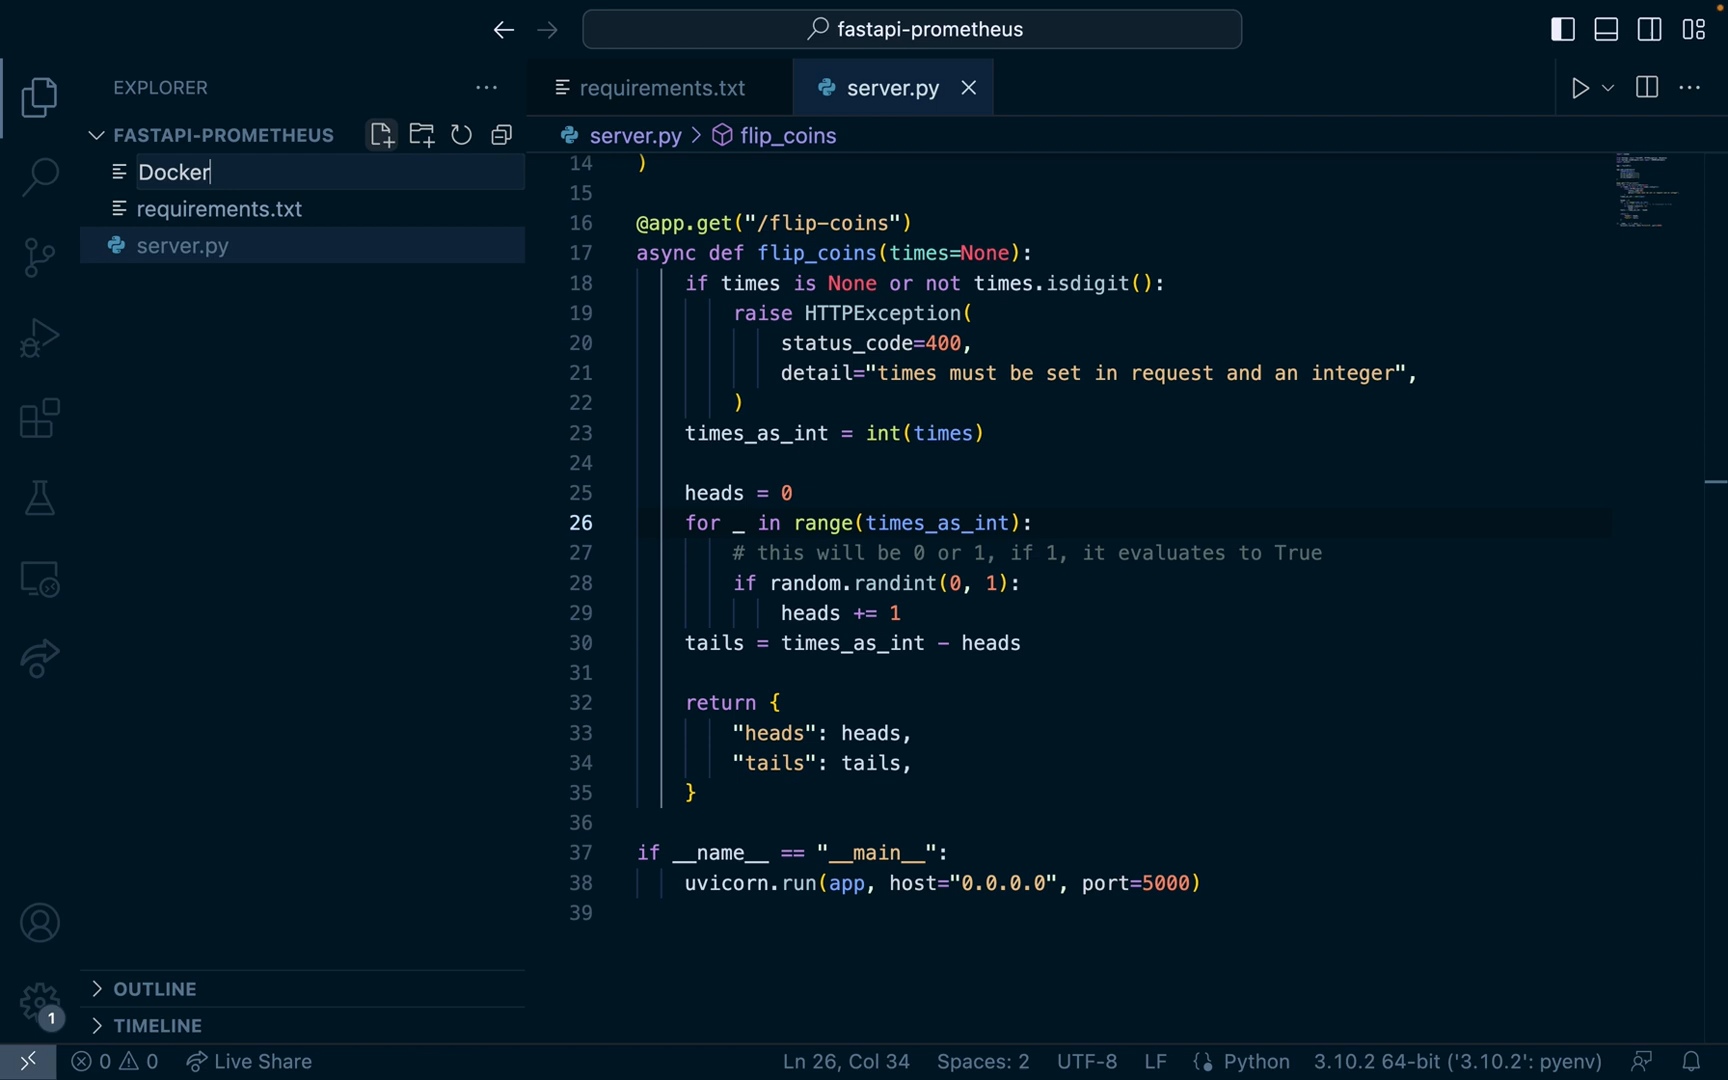 fastapi-prometheus
EXPLORER
requirements.txt
server.py
FASTAPI-PROMETHEUS
server.py > flip_coins
Docker
requirements.txt
server.py
14 )
15
16 @app.get("/flip-coins")
17 async def flip_coins(times=None):
18 if times is None or not times.isdigit():
19 raise HTTPException(
20 status_code=400,
21 detail="times must be set in request and an integer",
22 )
23 times_as_int = int(times)
24
25 heads = 0
26 for _ in range(times_as_int):
27 # this will be 0 or 1, if 1, it evaluates to True
28 if random.randint(0, 1):
29 heads += 1
30 tails = times_as_int - heads
31
32 return {
33 "heads": heads,
34 "tails": tails,
35 }
36
37 if __name__ == "__main__":
38 uvicorn.run(app, host="0.0.0.0", port=5000)
39
OUTLINE
TIMELINE
1
0 0 Live Share Ln 26, Col 34 Spaces: 2 UTF-8 LF Python 3.10.2 64-bit ('3.10.2': pyenv)